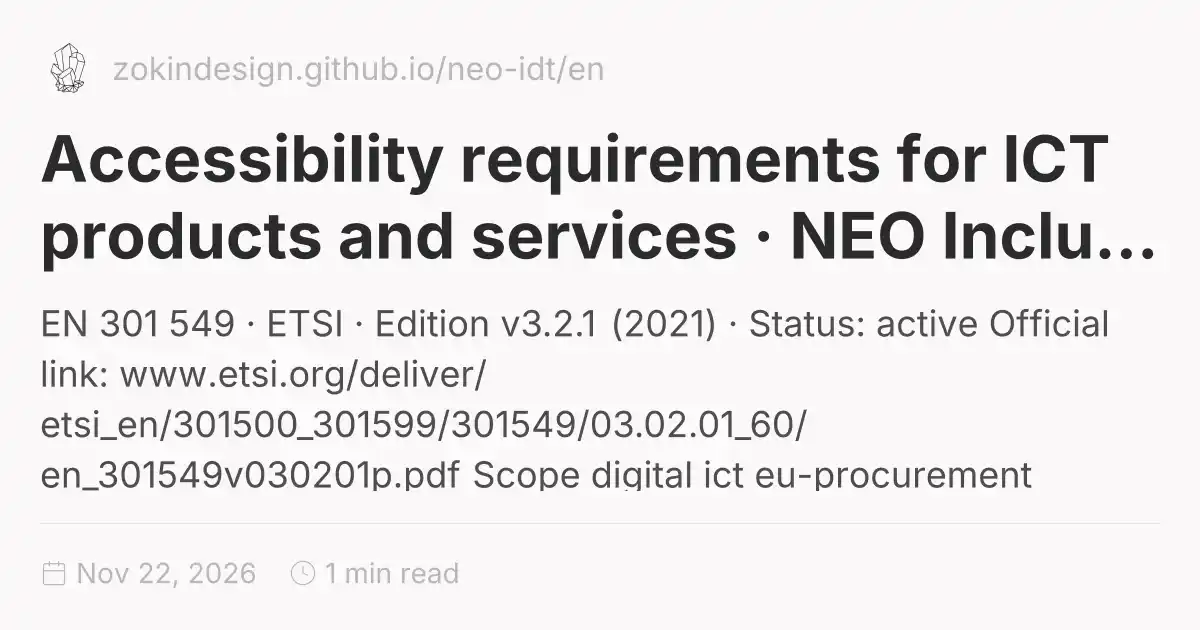 zokindesign.github.io/neo-idt/en
Accessibility requirements for ICT
products and services · NEO Inclu...
EN 301 549 · ETSI · Edition v3.2.1 (2021) · Status: active Official
link: www.etsi.org/deliver/
etsi_en/301500_301599/301549/03.02.01_60/
en_301549v030201p.pdf Scope digital ict eu-procurement
Nov 22, 2026 1 min read